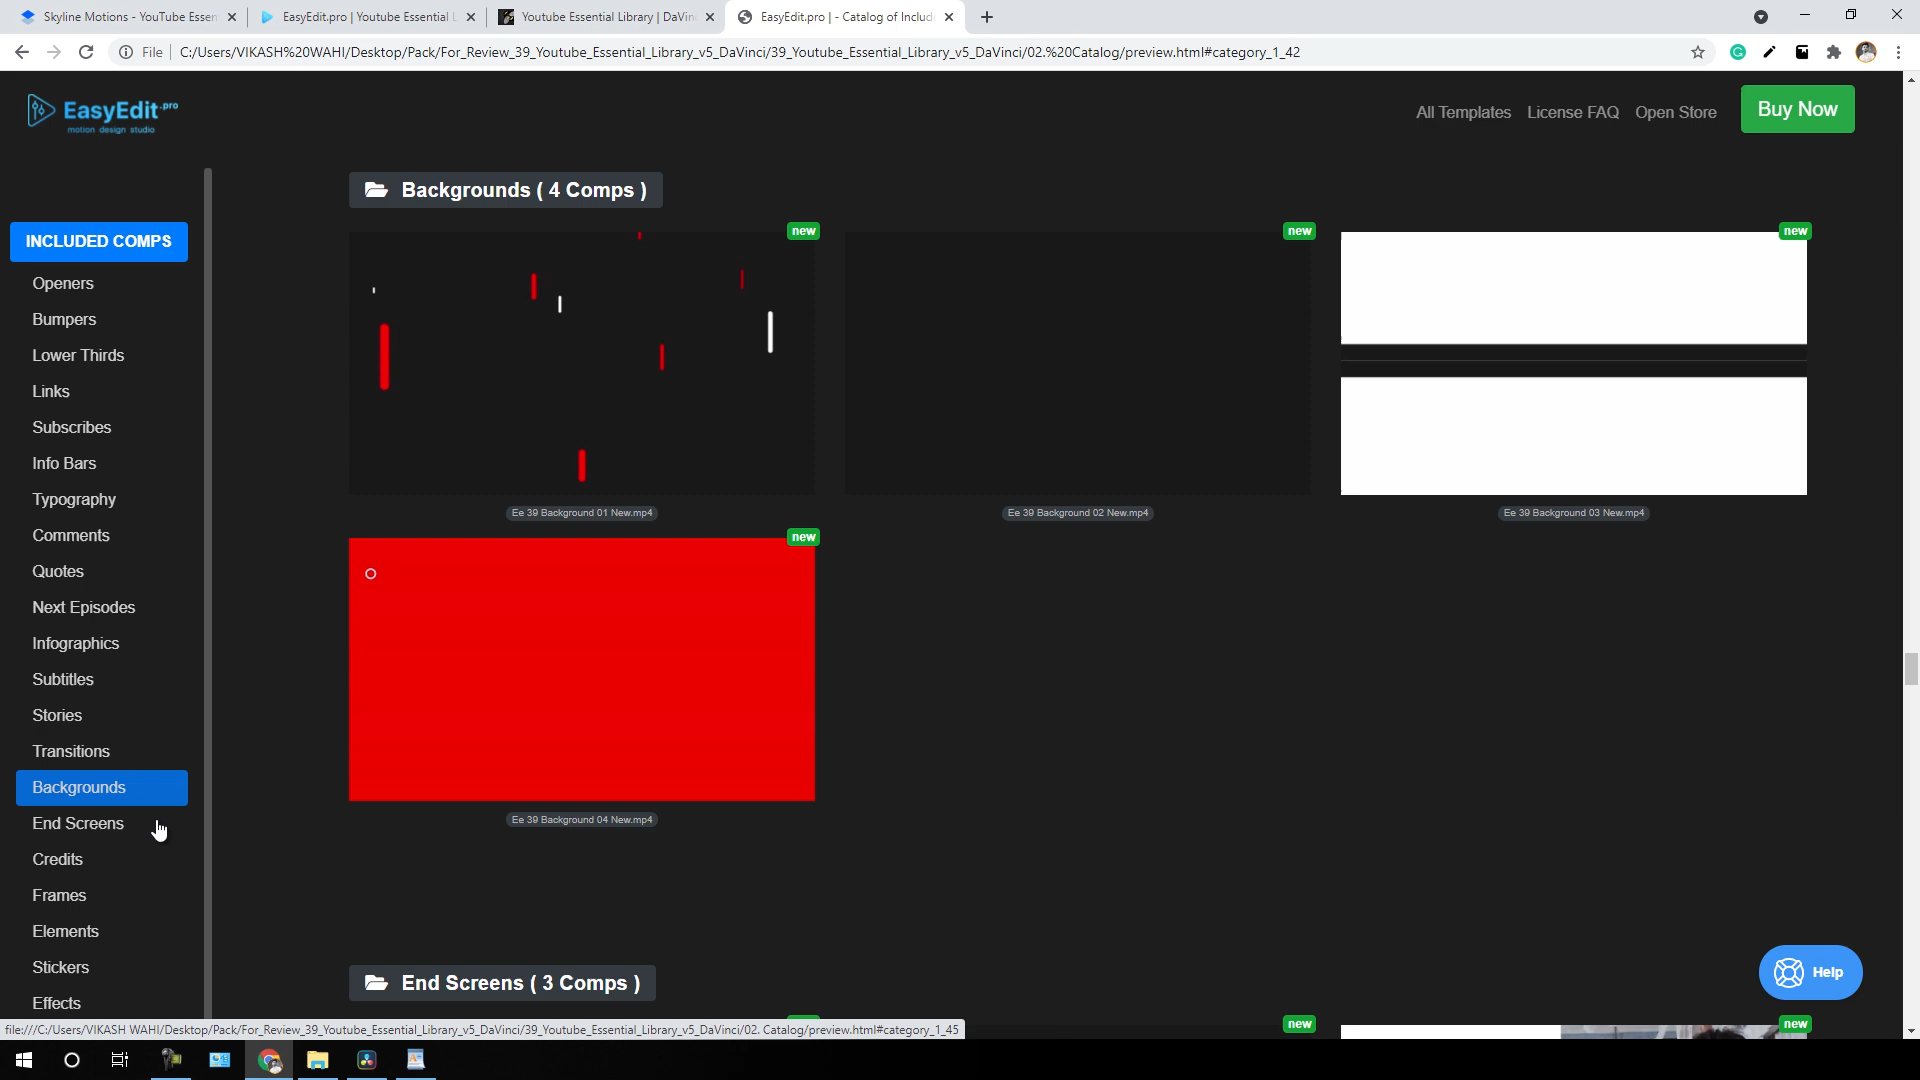 Skyline Motions - YouTube Essen
EasyEdit.pro | Youtube Essential L
Youtube Essential Library | DaVin
EasyEdit.pro | - Catalog of Includ
File
C:/Users/VIKASH%20WAHI/Desktop/Pack/For_Review_39_Youtube_Essential_Library_v5_DaVinci/39_Youtube_Essential_Library_v5_DaVinci/02.%20Catalog/preview.html#category_1_42
EasyEdit.pro
motion design studio
All Templates
License FAQ
Open Store
Buy Now
INCLUDED COMPS
Openers
Bumpers
Lower Thirds
Links
Subscribes
Info Bars
Typography
Comments
Quotes
Next Episodes
Infographics
Subtitles
Stories
Transitions
Backgrounds
End Screens
Credits
Frames
Elements
Stickers
Effects
Backgrounds ( 4 Comps )
new
new
new
Ee 39 Background 01 New.mp4
Ee 39 Background 02 New.mp4
Ee 39 Background 03 New.mp4
new
Ee 39 Background 04 New.mp4
End Screens ( 3 Comps )
new
new
Help
file:///C:/Users/VIKASH WAHI/Desktop/Pack/For_Review_39_Youtube_Essential_Library_v5_DaVinci/39_Youtube_Essential_Library_v5_DaVinci/02. Catalog/preview.html#category_1_45